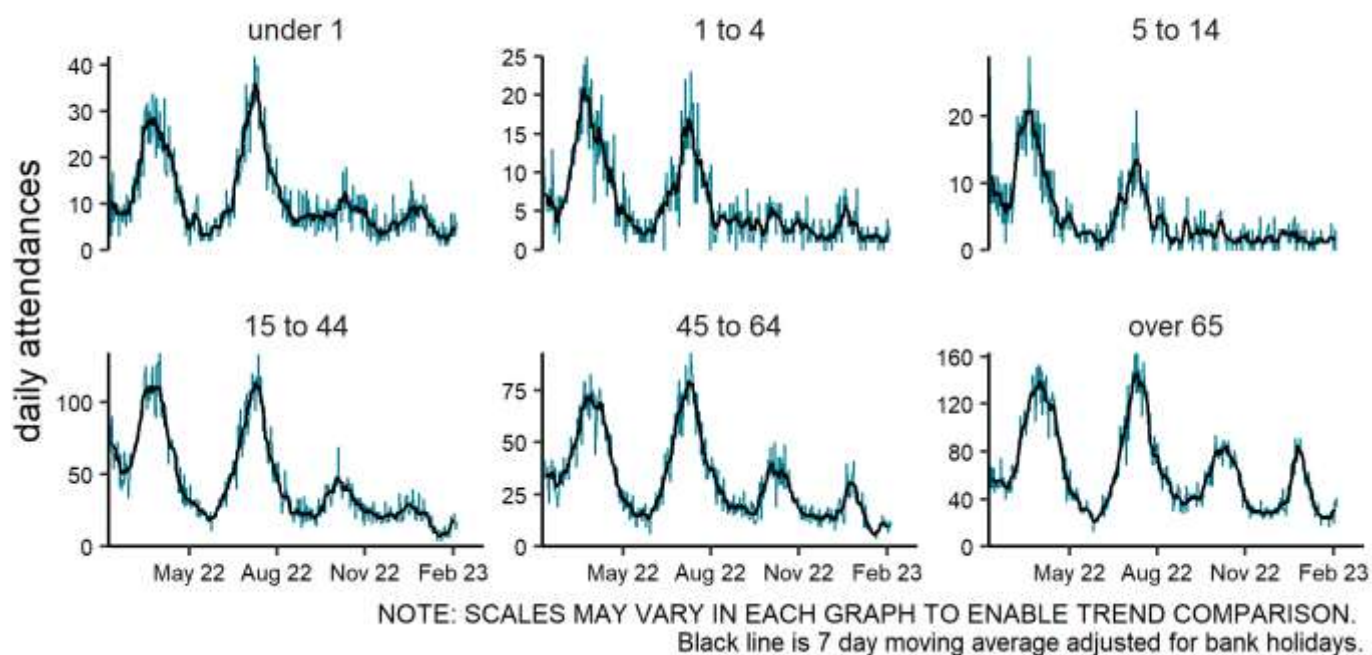 under 1
1 to 4
5 to 14
40
30
20
10
0
25
20
15
10
5
0
20
10
0
daily attendances
15 to 44
45 to 64
over 65
100
50
0
75
50
25
0
160
120
80
40
0
May 22 Aug 22 Nov 22 Feb 23
May 22 Aug 22 Nov 22 Feb 23
May 22 Aug 22 Nov 22 Feb 23
NOTE: SCALES MAY VARY IN EACH GRAPH TO ENABLE TREND COMPARISON.
Black line is 7 day moving average adjusted for bank holidays.